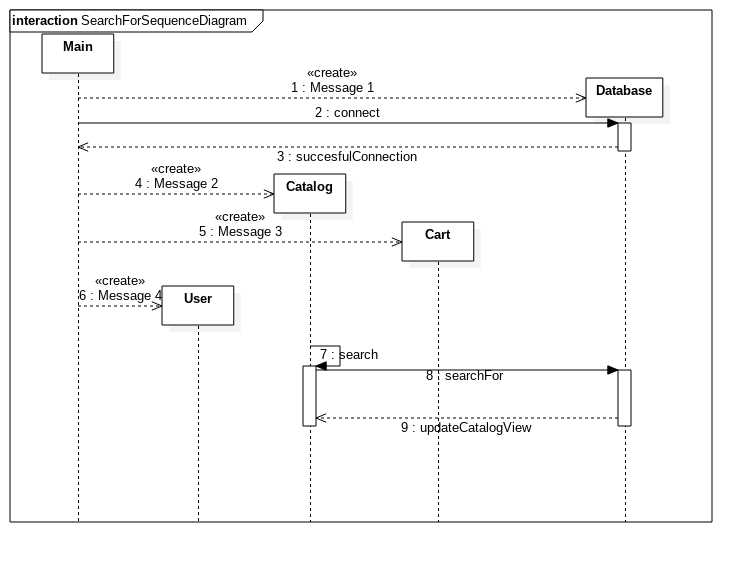 interaction SearchForSequenceDiagram
Main
«create»
1 : Message 1
Database
2 : connect
3 : succesfulConnection
«create»
4 : Message 2
Catalog
«create»
5 : Message 3
Cart
«create»
6 : Message 4
User
7 : search
8 : searchFor
9 : updateCatalogView